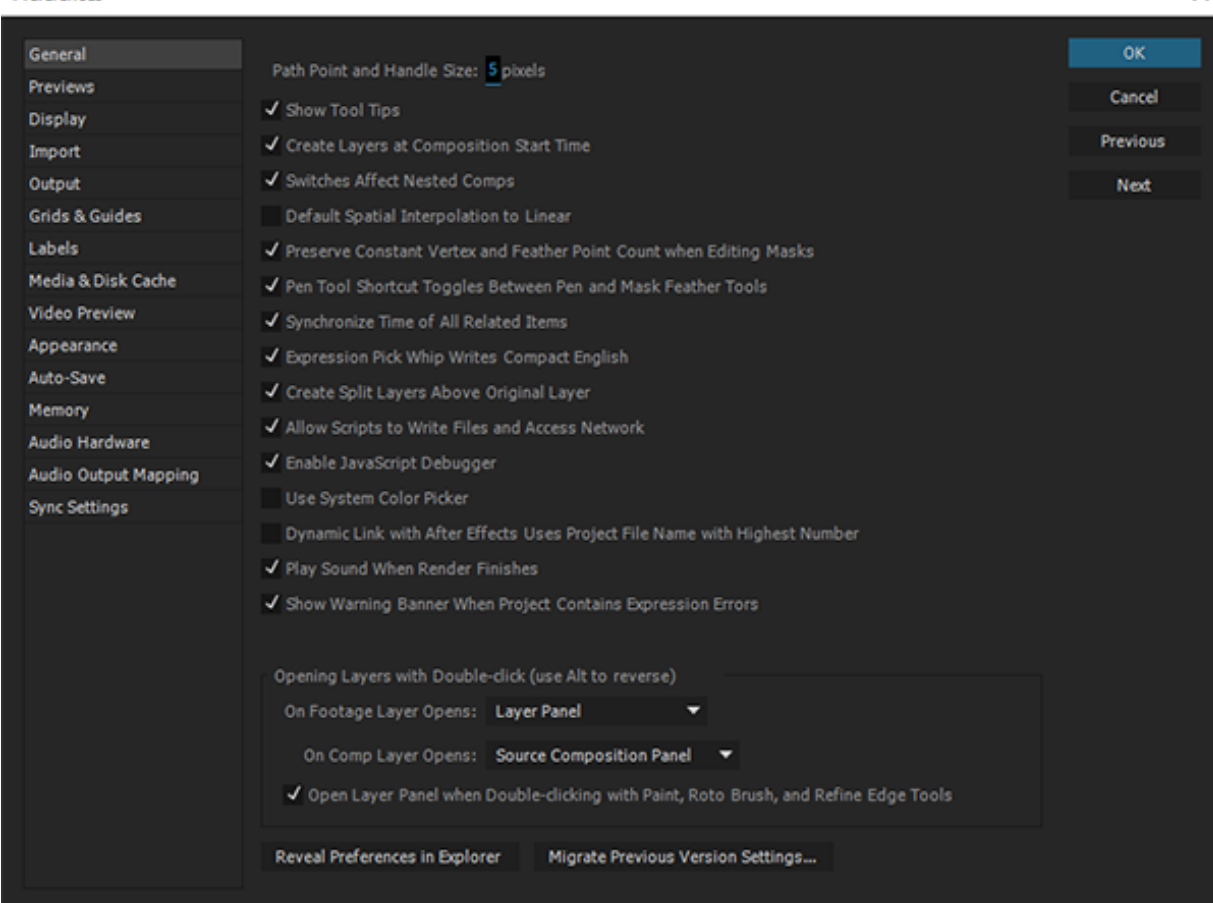 General
Previews
Display
Import
Output
Grids & Guides
Labels
Media & Disk Cache
Video Preview
Appearance
Auto-Save
Memory
Audio Hardware
Audio Output Mapping
Sync Settings
Path Point and Handle Size: 5 pixels
Show Tool Tips
Create Layers at Composition Start Time
Switches Affect Nested Comps
Default Spatial Interpolation to Linear
Preserve Constant Vertex and Feather Point Count when Editing Masks
Pen Tool Shortcut Toggles Between Pen and Mask Feather Tools
Synchronize Time of All Related Items
Expression Pick Whip Writes Compact English
Create Split Layers Above Original Layer
Allow Scripts to Write Files and Access Network
Enable JavaScript Debugger
Use System Color Picker
Dynamic Link with After Effects Uses Project File Name with Highest Number
Play Sound When Render Finishes
Show Warning Banner When Project Contains Expression Errors
Opening Layers with Double-click (use Alt to reverse)
On Footage Layer Opens: Layer Panel
On Comp Layer Opens: Source Composition Panel
Open Layer Panel when Double-clicking with Paint, Roto Brush, and Refine Edge Tools
Reveal Preferences in Explorer
Migrate Previous Version Settings...
OK
Cancel
Previous
Next